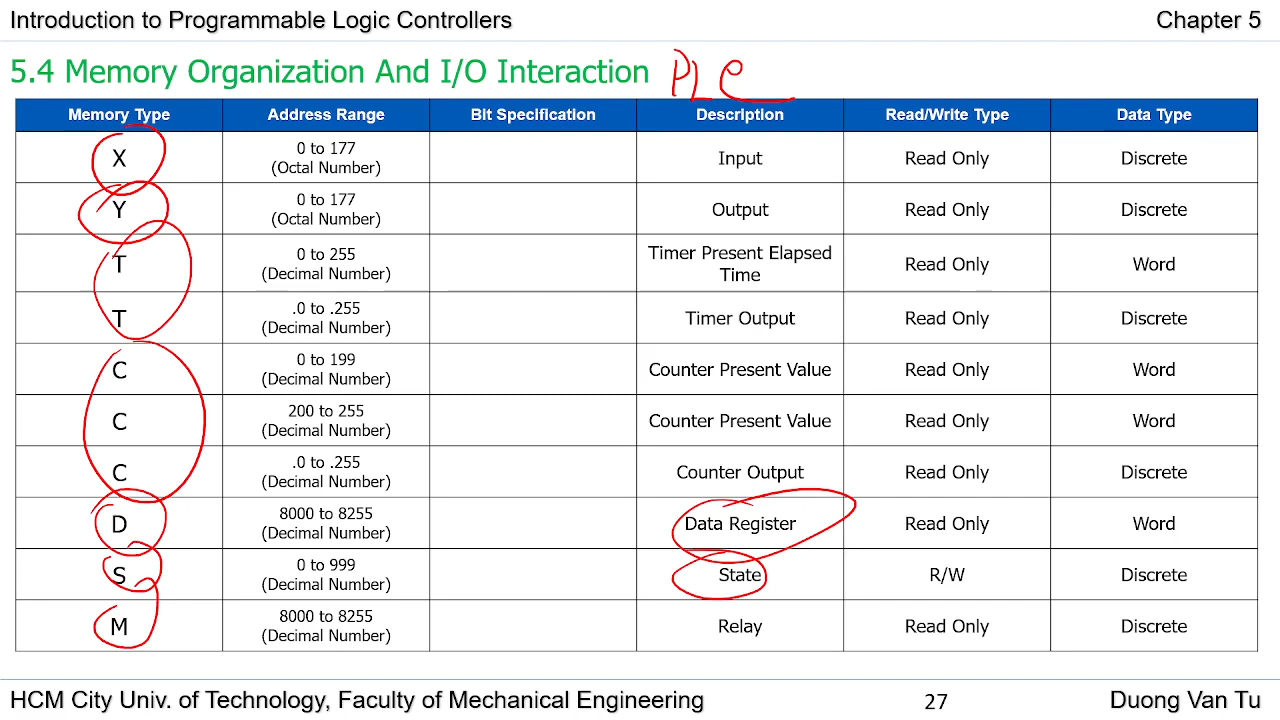 Introduction to Programmable Logic Controllers Chapter 5
5.4 Memory Organization And I/O Interaction PLC
Memory Type Address Range Bit Specification Description Read/Write Type Data Type
X 0 to 177 (Octal Number) Input Read Only Discrete
Y 0 to 177 (Octal Number) Output Read Only Discrete
T 0 to 255 (Decimal Number) Timer Present Elapsed Time Read Only Word
T .0 to .255 (Decimal Number) Timer Output Read Only Discrete
C 0 to 199 (Decimal Number) Counter Present Value Read Only Word
C 200 to 255 (Decimal Number) Counter Present Value Read Only Word
C .0 to .255 (Decimal Number) Counter Output Read Only Discrete
D 8000 to 8255 (Decimal Number) Data Register Read Only Word
S 0 to 999 (Decimal Number) State R/W Discrete
M 8000 to 8255 (Decimal Number) Relay Read Only Discrete
HCM City Univ. of Technology, Faculty of Mechanical Engineering 27 Duong Van Tu